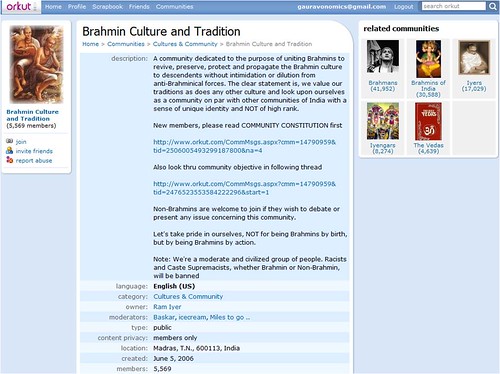 orkut Home Profile Scrapbook Friends Communities gauravonomics@gmail.com Logout search orkut
Brahmin Culture and Tradition
(5,569 members)
join
invite friends
report abuse
Brahmin Culture and Tradition
Home > Communities > Cultures & Community > Brahmin Culture and Tradition
description: A community dedicated to the purpose of uniting Brahmins to
revive, preserve, protect and propagate the Brahmin culture
to descendents without intimidation or dilution from
anti-Brahminical forces. The clear statement is, we value our
traditions as does any other culture and look upon ourselves
as a community on par with other communities of India with a
sense of unique identity and NOT of high rank.
New members, please read COMMUNITY CONSTITUTION first
http://www.orkut.com/CommMsgs.aspx?cmm=14790959&
tid=2506005493299187800&na=4
Also look thru community objective in following thread
http://www.orkut.com/CommMsgs.aspx?cmm=14790959&
tid=2476523553584222296&start=1
Non-Brahmins are welcome to join if they wish to debate or
present any issue concerning this community.
Let's take pride in ourselves, NOT for being Brahmins by birth,
but by being Brahmins by action.
Note: We're a moderate and civilized group of people. Racists
and Caste Supremacists, whether Brahmin or Non-Brahmin,
will be banned
language: English (US)
category: Cultures & Community
owner: Ram Iyer
moderators: Baskar, icecream, Miles to go ..
type: public
content privacy: members only
location: Madras, T.N., 600113, India
created: June 5, 2006
members: 5,569
related communities
Brahmans
(41,952)
Brahmins of
India
(30,588)
Iyers
(17,029)
Iyengars
(8,274)
The Vedas
(4,639)